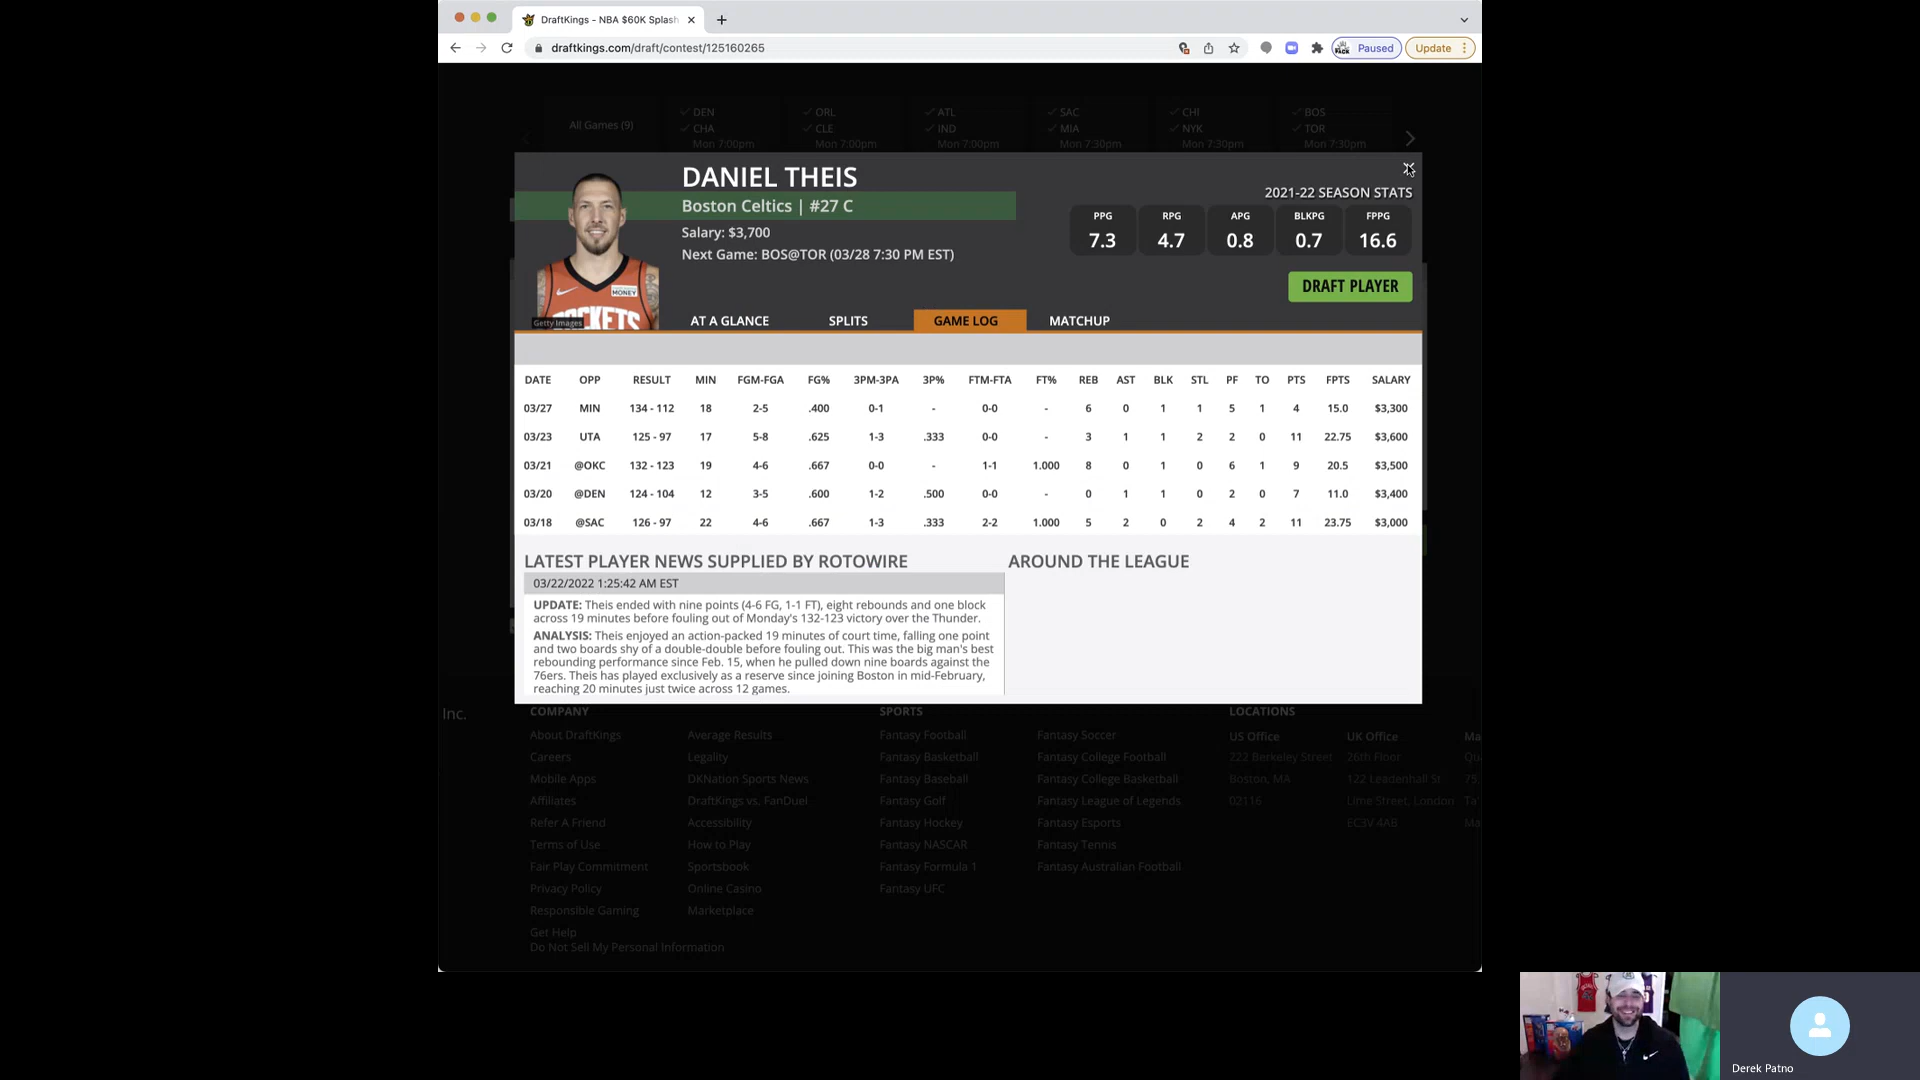 DraftKings - NBA $60K Splash
draftkings.com/draft/contest/125160265
Paused
Update
All Games (9)
DEN
CHA
Mon 7:00pm
ORL
CLE
Mon 7:00pm
ATL
IND
Mon 7:00pm
SAC
MIA
Mon 7:30pm
CHI
NYK
Mon 7:30pm
BOS
TOR
Mon 7:30pm
DANIEL THEIS
Boston Celtics | #27 C
Salary: $3,700
Next Game: BOS@TOR (03/28 7:30 PM EST)
2021-22 SEASON STATS
PPG RPG APG BLKPG FPPG
7.3 4.7 0.8 0.7 16.6
DRAFT PLAYER
MONEY
Getty Images
AT A GLANCE SPLITS GAME LOG MATCHUP
DATE OPP RESULT MIN FGM-FGA FG% 3PM-3PA 3P% FTM-FTA FT% REB AST BLK STL PF TO PTS FPTS SALARY
03/27 MIN 134 - 112 18 2-5 .400 0-1 - 0-0 - 6 0 1 1 5 1 4 15.0 $3,300
03/23 UTA 125 - 97 17 5-8 .625 1-3 .333 0-0 - 3 1 1 2 2 0 11 22.75 $3,600
03/21 @OKC 132 - 123 19 4-6 .667 0-0 - 1-1 1.000 8 0 1 0 6 1 9 20.5 $3,500
03/20 @DEN 124 - 104 12 3-5 .600 1-2 .500 0-0 - 0 1 1 0 2 0 7 11.0 $3,400
03/18 @SAC 126 - 97 22 4-6 .667 1-3 .333 2-2 1.000 5 2 0 2 4 2 11 23.75 $3,000
LATEST PLAYER NEWS SUPPLIED BY ROTOWIRE
03/22/2022 1:25:42 AM EST
UPDATE: Theis ended with nine points (4-6 FG, 1-1 FT), eight rebounds and one block
across 19 minutes before fouling out of Monday's 132-123 victory over the Thunder.
ANALYSIS: Theis enjoyed an action-packed 19 minutes of court time, falling one point
and two boards shy of a double-double before fouling out. This was the big man's best
rebounding performance since Feb. 15, when he pulled down nine boards against the
76ers. Theis has played exclusively as a reserve since joining Boston in mid-February,
reaching 20 minutes just twice across 12 games.
AROUND THE LEAGUE
Inc.
COMPANY
About DraftKings
Careers
Mobile Apps
Affiliates
Refer A Friend
Terms of Use
Fair Play Commitment
Privacy Policy
Responsible Gaming
Get Help
Do Not Sell My Personal Information
Average Results
Legality
DKNation Sports News
DraftKings vs. FanDuel
Accessibility
How to Play
Sportsbook
Online Casino
Marketplace
SPORTS
Fantasy Football
Fantasy Basketball
Fantasy Baseball
Fantasy Golf
Fantasy Hockey
Fantasy NASCAR
Fantasy Formula 1
Fantasy UFC
Fantasy Soccer
Fantasy College Football
Fantasy College Basketball
Fantasy League of Legends
Fantasy Esports
Fantasy Tennis
Fantasy Australian Football
LOCATIONS
US Office
222 Berkeley Street
Boston, MA
02116
UK Office
26th Floor
122 Leadenhall St
Lime Street, London
EC3V 4AB
Derek Patno